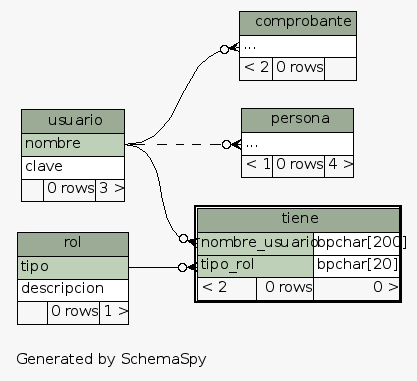 comprobante
...
< 2 0 rows
usuario
nombre
clave
0 rows 3 >
persona
...
< 1 0 rows 4 >
tiene
nombre_usuario bpchar[200]
tipo_rol bpchar[20]
< 2 0 rows 0 >
rol
tipo
descripcion
0 rows 1 >
Generated by SchemaSpy